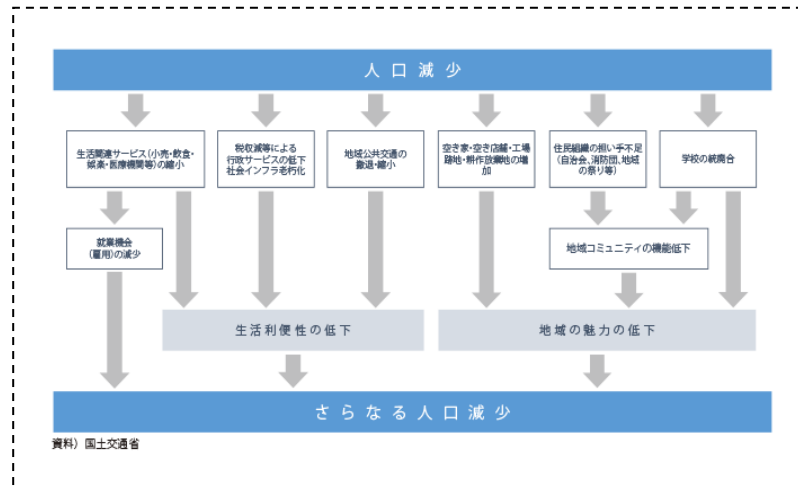 人口減少
生活関連サービス(小売・飲食・
娯楽・医療機関等)の縮小
税収減等による
行政サービスの低下
社会インフラ老朽化
地域公共交通の
撤退・縮小
空き家・空き店舗・工場
跡地・耕作放棄地の増
加
住民組織の担い手不足
(自治会、消防団、地域
の祭り等)
学校の統廃合
就業機会
(雇用)の減少
地域コミュニティの機能低下
生活利便性の低下
地域の魅力の低下
さらなる人口減少
資料）国土交通省